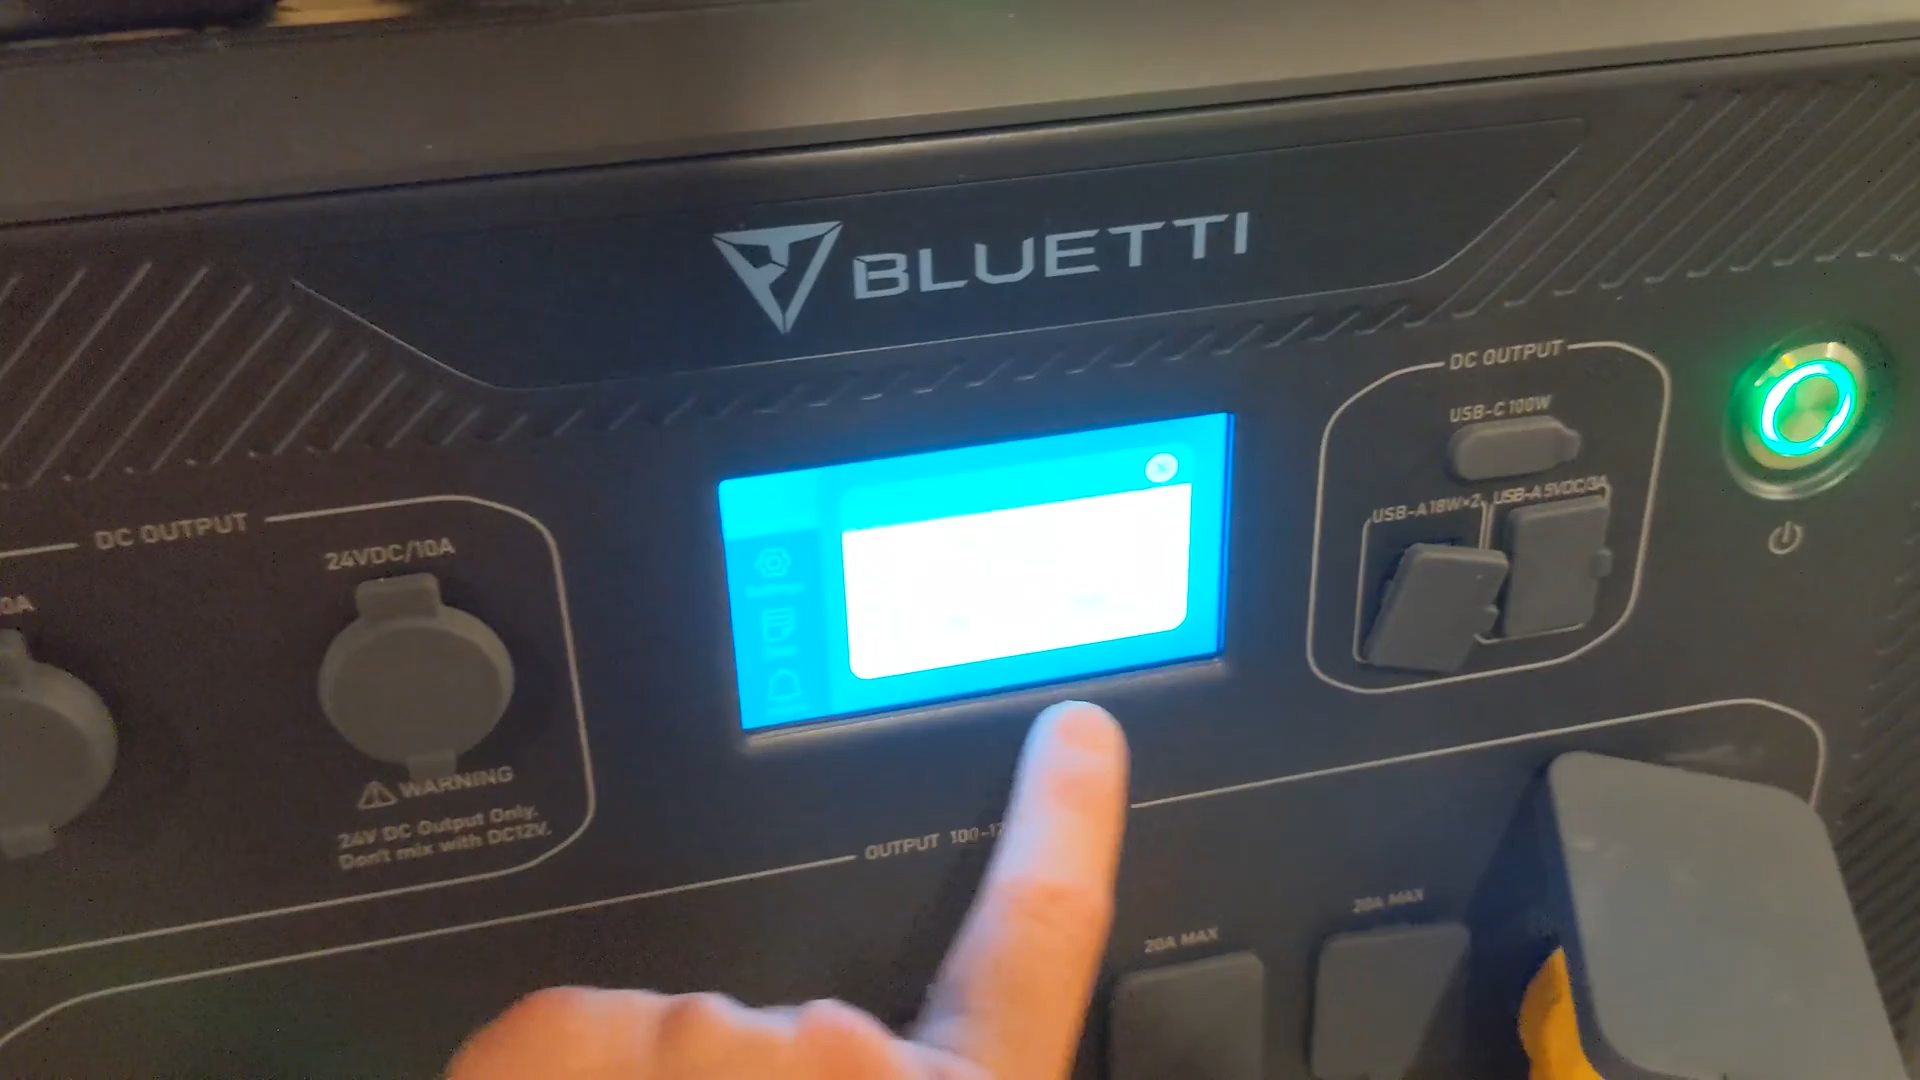 BLUETTI
DC OUTPUT
USB-C 100W
USB-A 18W×2
USB-A 5VDC/3A
DC OUTPUT
24VDC/10A
0A
⚠ WARNING
24V DC Output Only.
Don't mix with DC12V.
OUTPUT 100-1
20A MAX
20A MAX